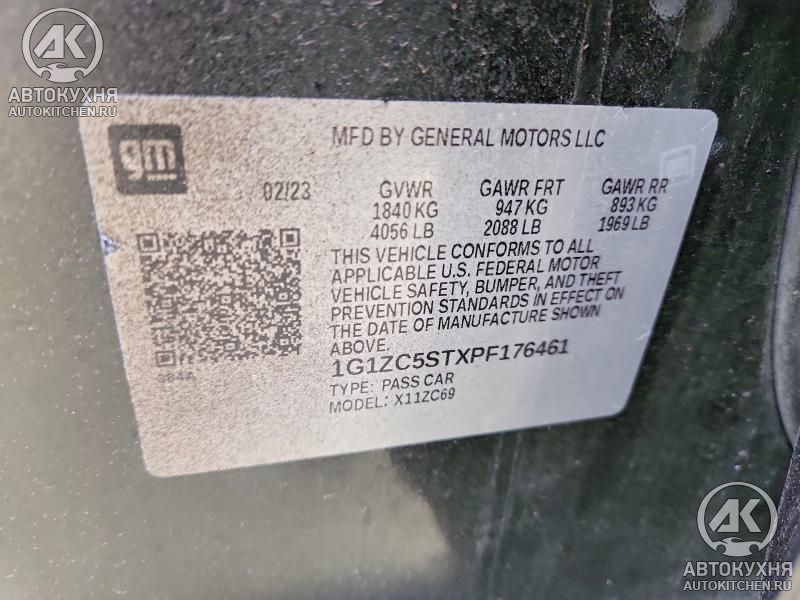 АВТОКУХНЯ
AUTOKITCHEN.RU
gm
MFD BY GENERAL MOTORS LLC
02/23 GVWR GAWR FRT GAWR RR
1840 KG 947 KG 893 KG
4056 LB 2088 LB 1969 LB
THIS VEHICLE CONFORMS TO ALL
APPLICABLE U.S. FEDERAL MOTOR
VEHICLE SAFETY, BUMPER, AND THEFT
PREVENTION STANDARDS IN EFFECT ON
THE DATE OF MANUFACTURE SHOWN
ABOVE.
1G1ZC5STXPF176461
TYPE: PASS CAR
MODEL: X11ZC69
АК
АВТОКУХНЯ
AUTOKITCHEN.RU